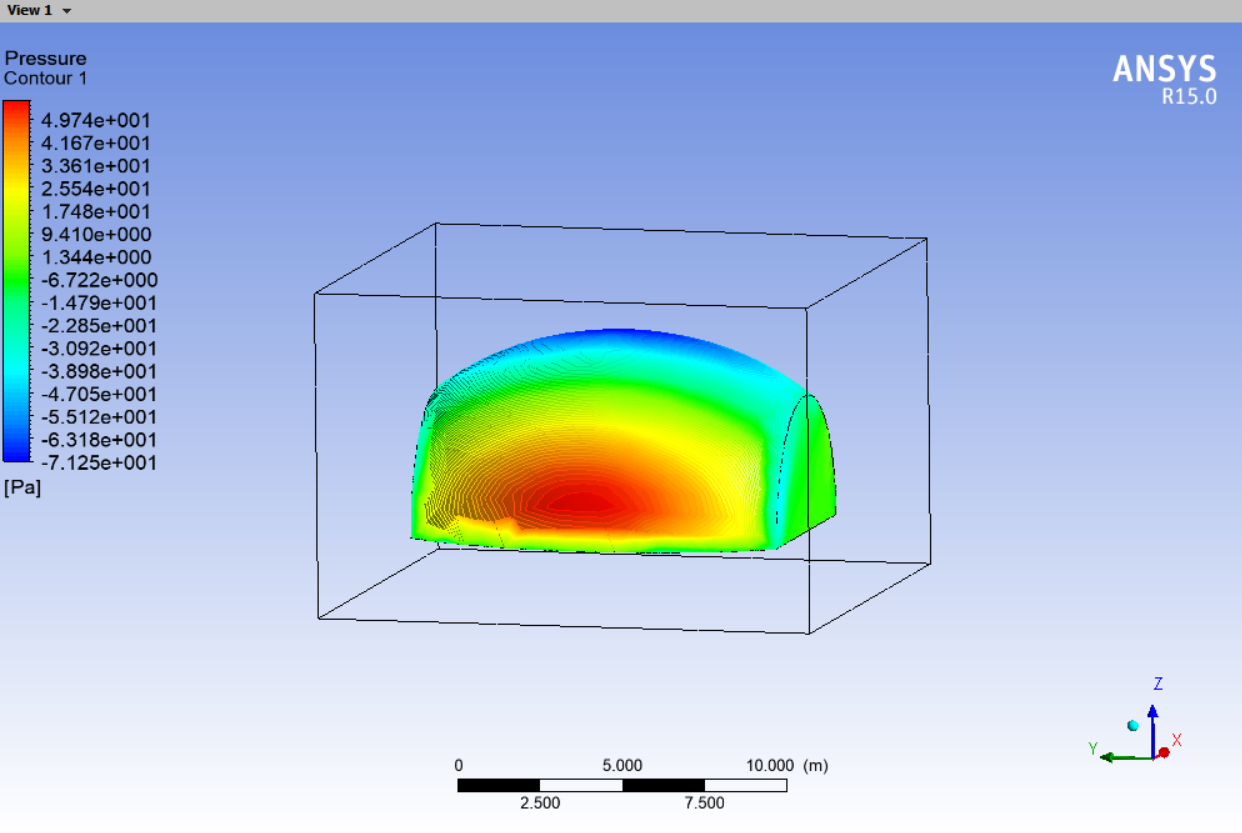 View 1
Pressure
Contour 1
ANSYS
R15.0
4.974e+001
4.167e+001
3.361e+001
2.554e+001
1.748e+001
9.410e+000
1.344e+000
-6.722e+000
-1.479e+001
-2.285e+001
-3.092e+001
-3.898e+001
-4.705e+001
-5.512e+001
-6.318e+001
-7.125e+001
[Pa]
Z
Y X
0 5.000 10.000 (m)
2.500 7.500